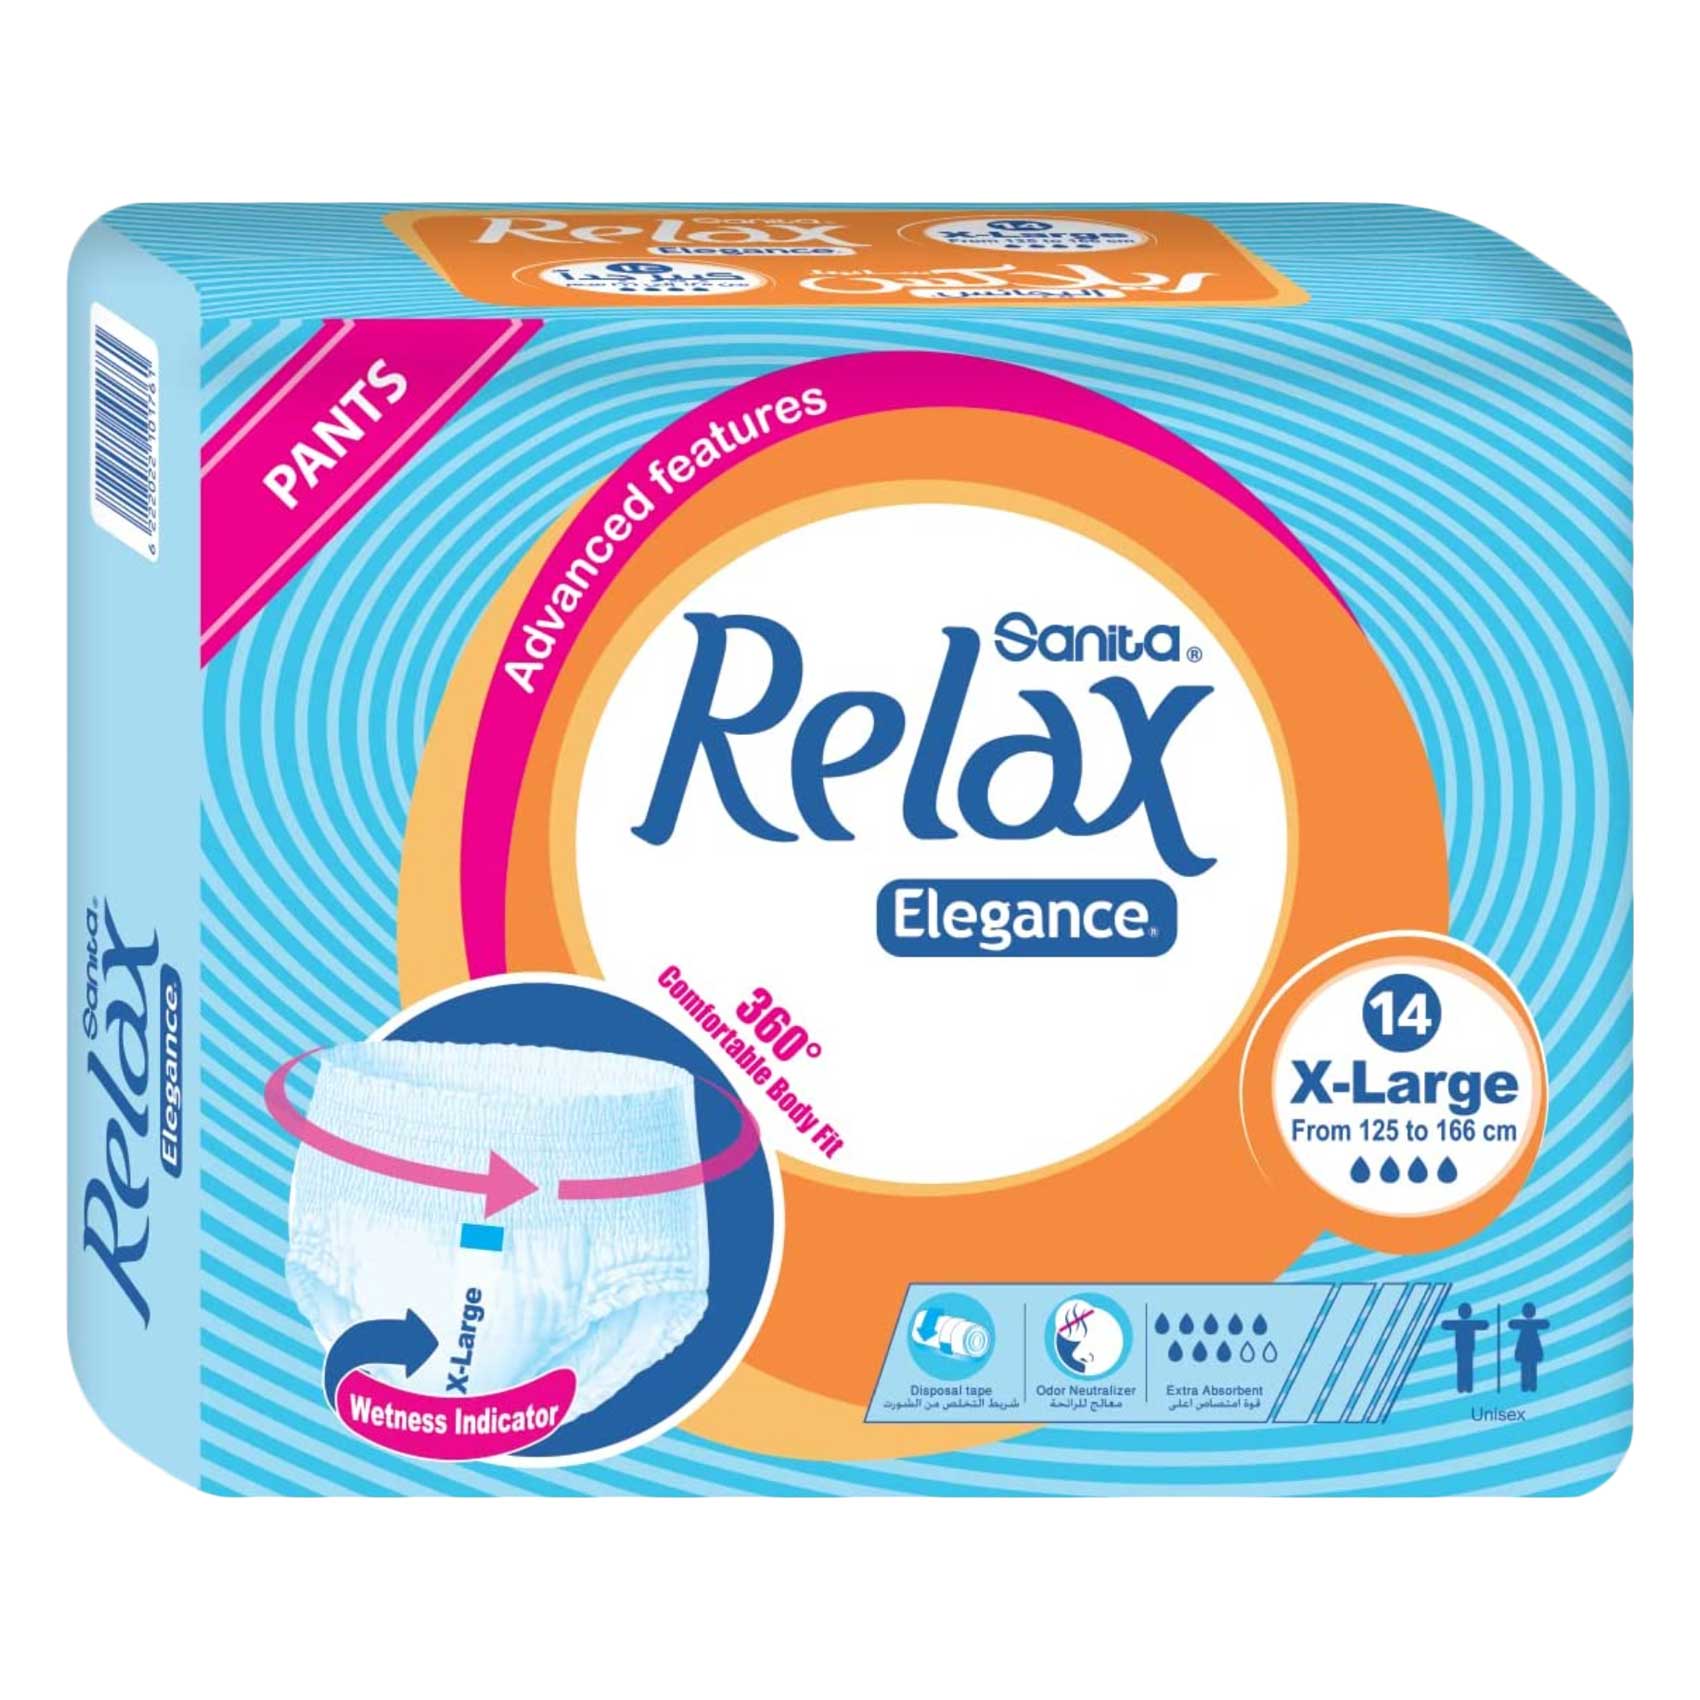 Sanita®
Relax
Elegance
14
X-Large
From 125 to 166 cm
PANTS
Advanced features
Sanita®
Relax
Elegance®
360°
Comfortable Body Fit
14
X-Large
From 125 to 166 cm
X-Large
Wetness Indicator
Disposal tape
شريط التخلص من الشورت
Odor Neutralizer
معالج للرائحة
Extra Absorbent
قوة امتصاص اعلى
Unisex
Sanita®
Relax
Elegance